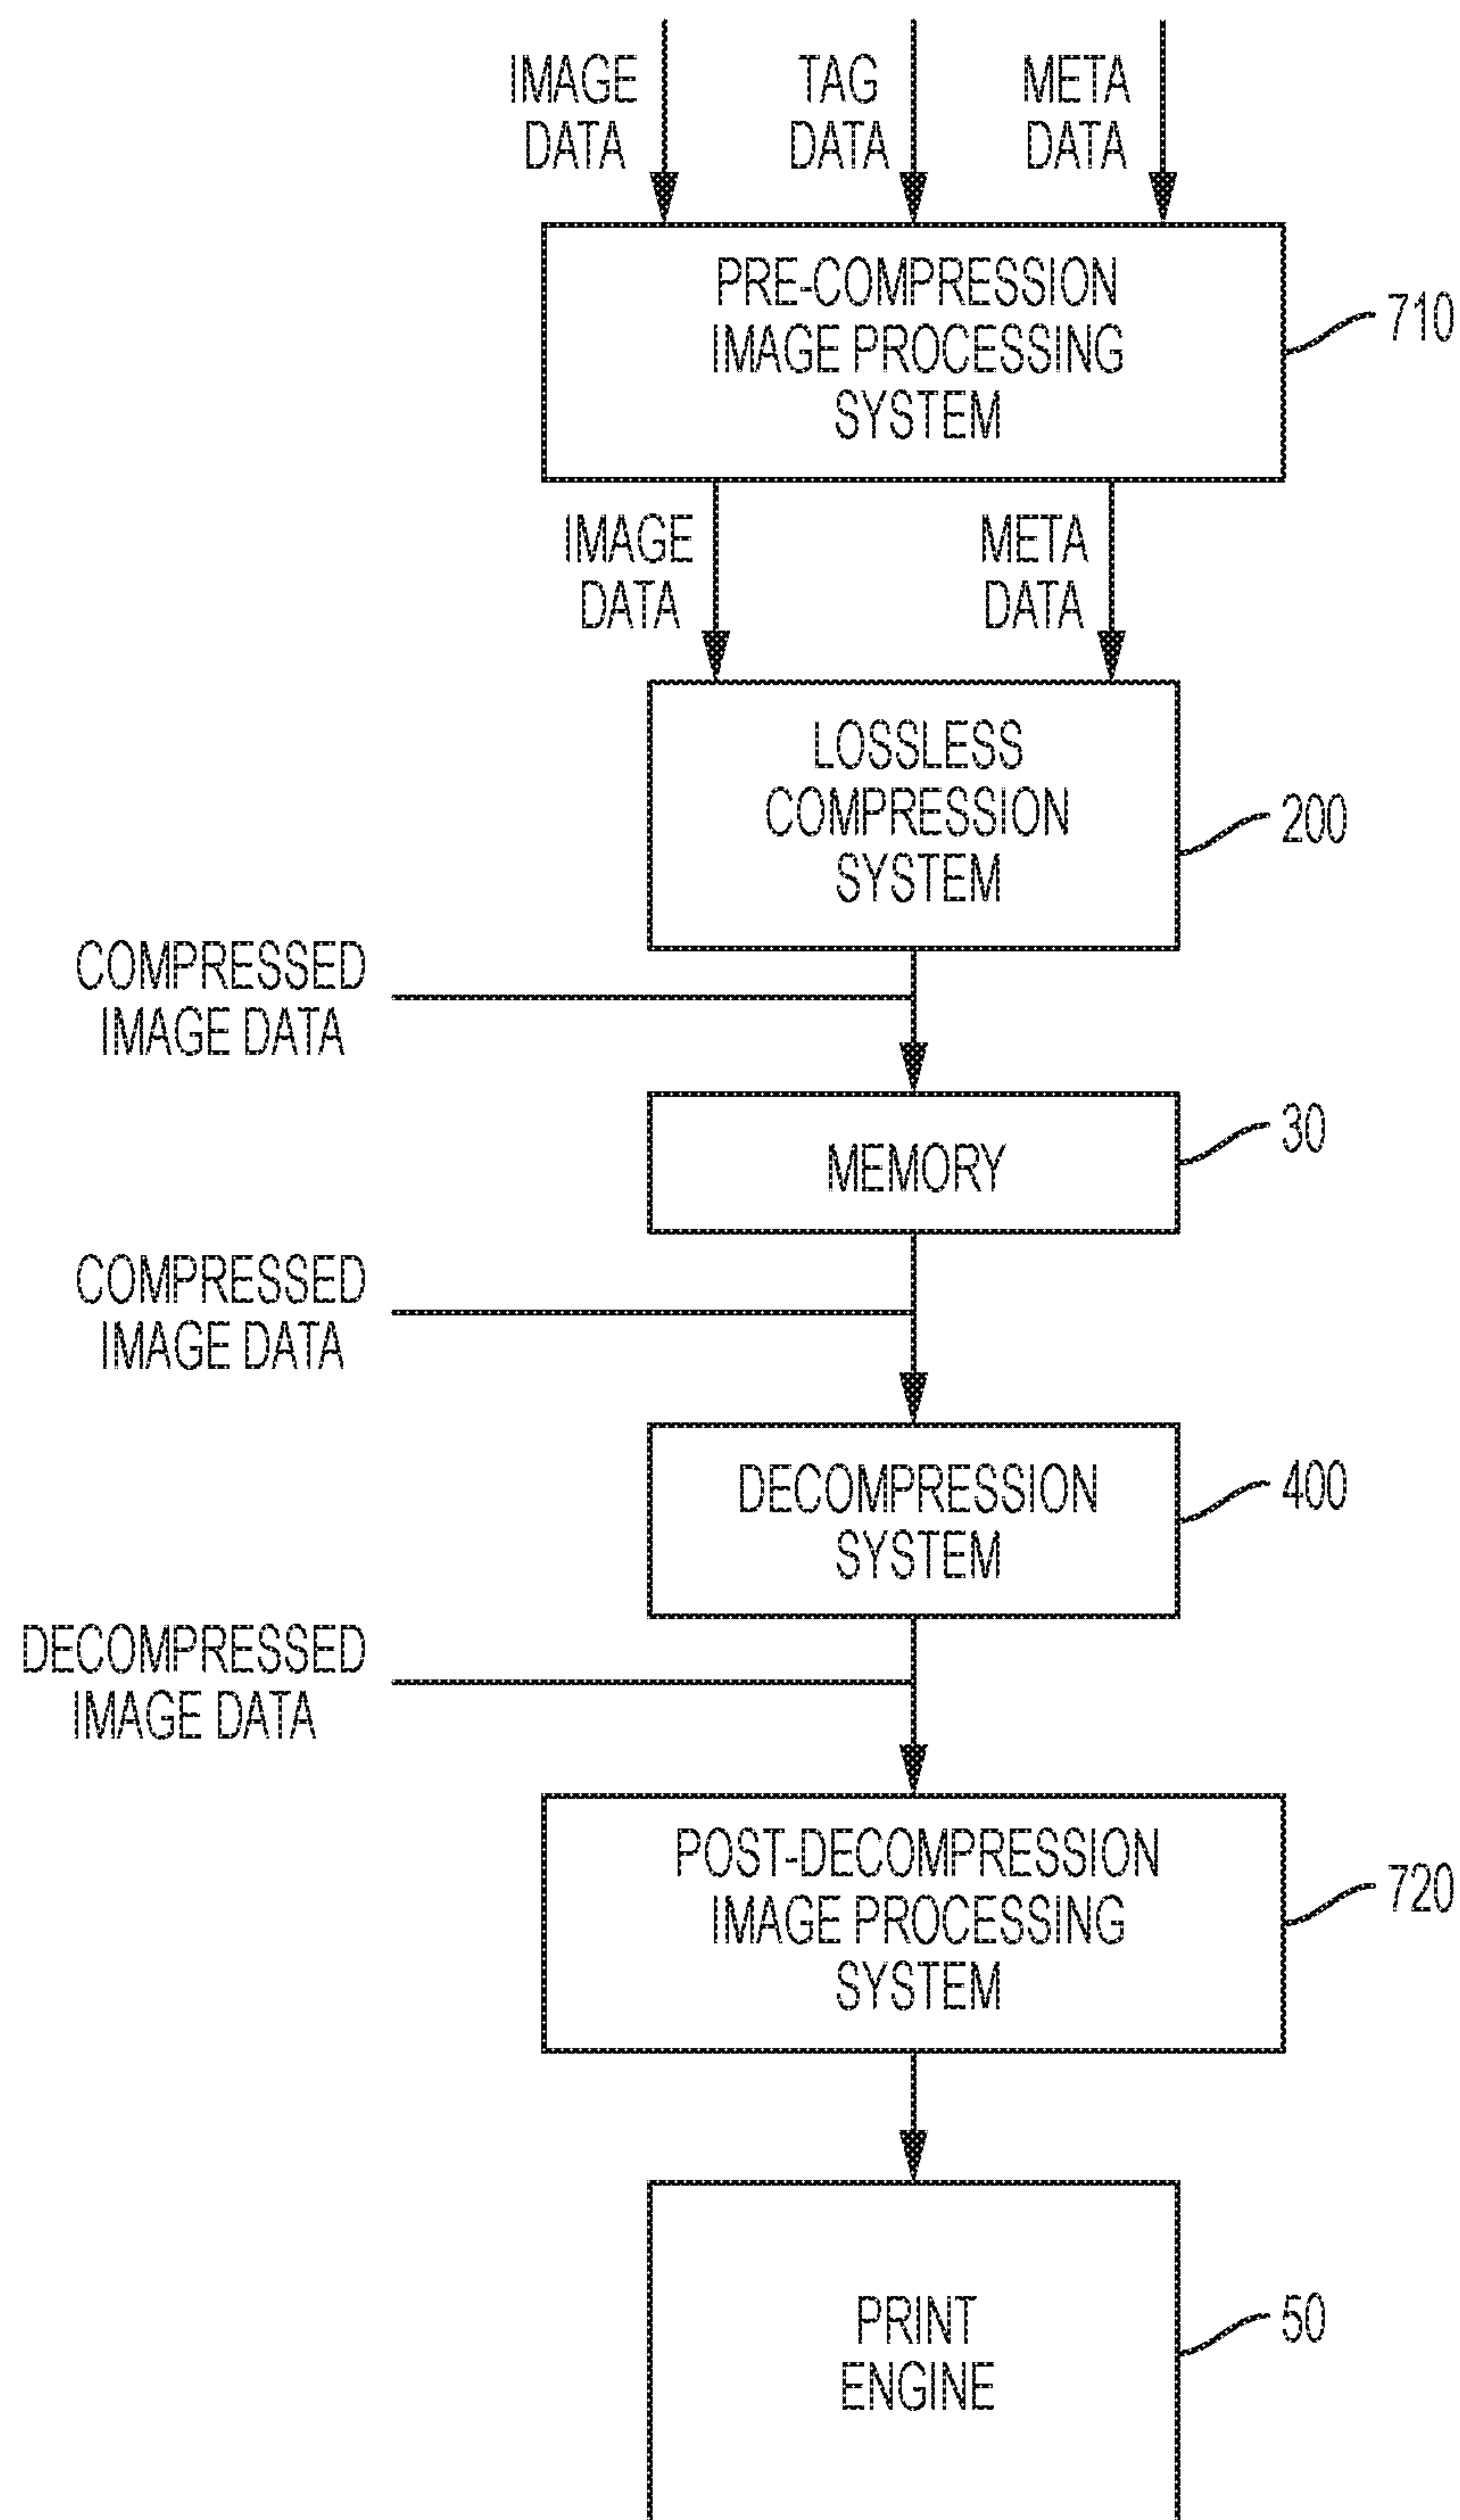 IMAGE
DATA
TAG
DATA
META
DATA
PRE-COMPRESSION
IMAGE PROCESSING
SYSTEM
710
IMAGE
DATA
META
DATA
LOSSLESS
COMPRESSION
SYSTEM
200
COMPRESSED
IMAGE DATA
MEMORY
30
COMPRESSED
IMAGE DATA
DECOMPRESSION
SYSTEM
400
DECOMPRESSED
IMAGE DATA
POST-DECOMPRESSION
IMAGE PROCESSING
SYSTEM
720
PRINT
ENGINE
50